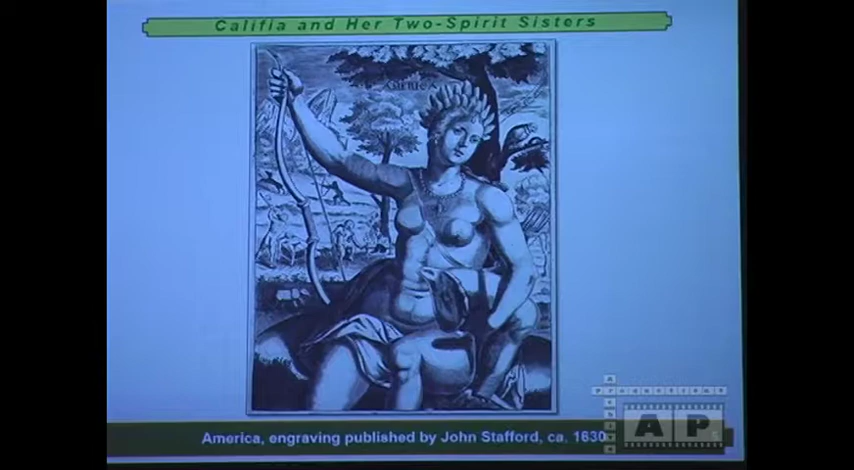 Califia and Her Two-Spirit Sisters
America, engraving published by John Stafford, ca. 1630
AP